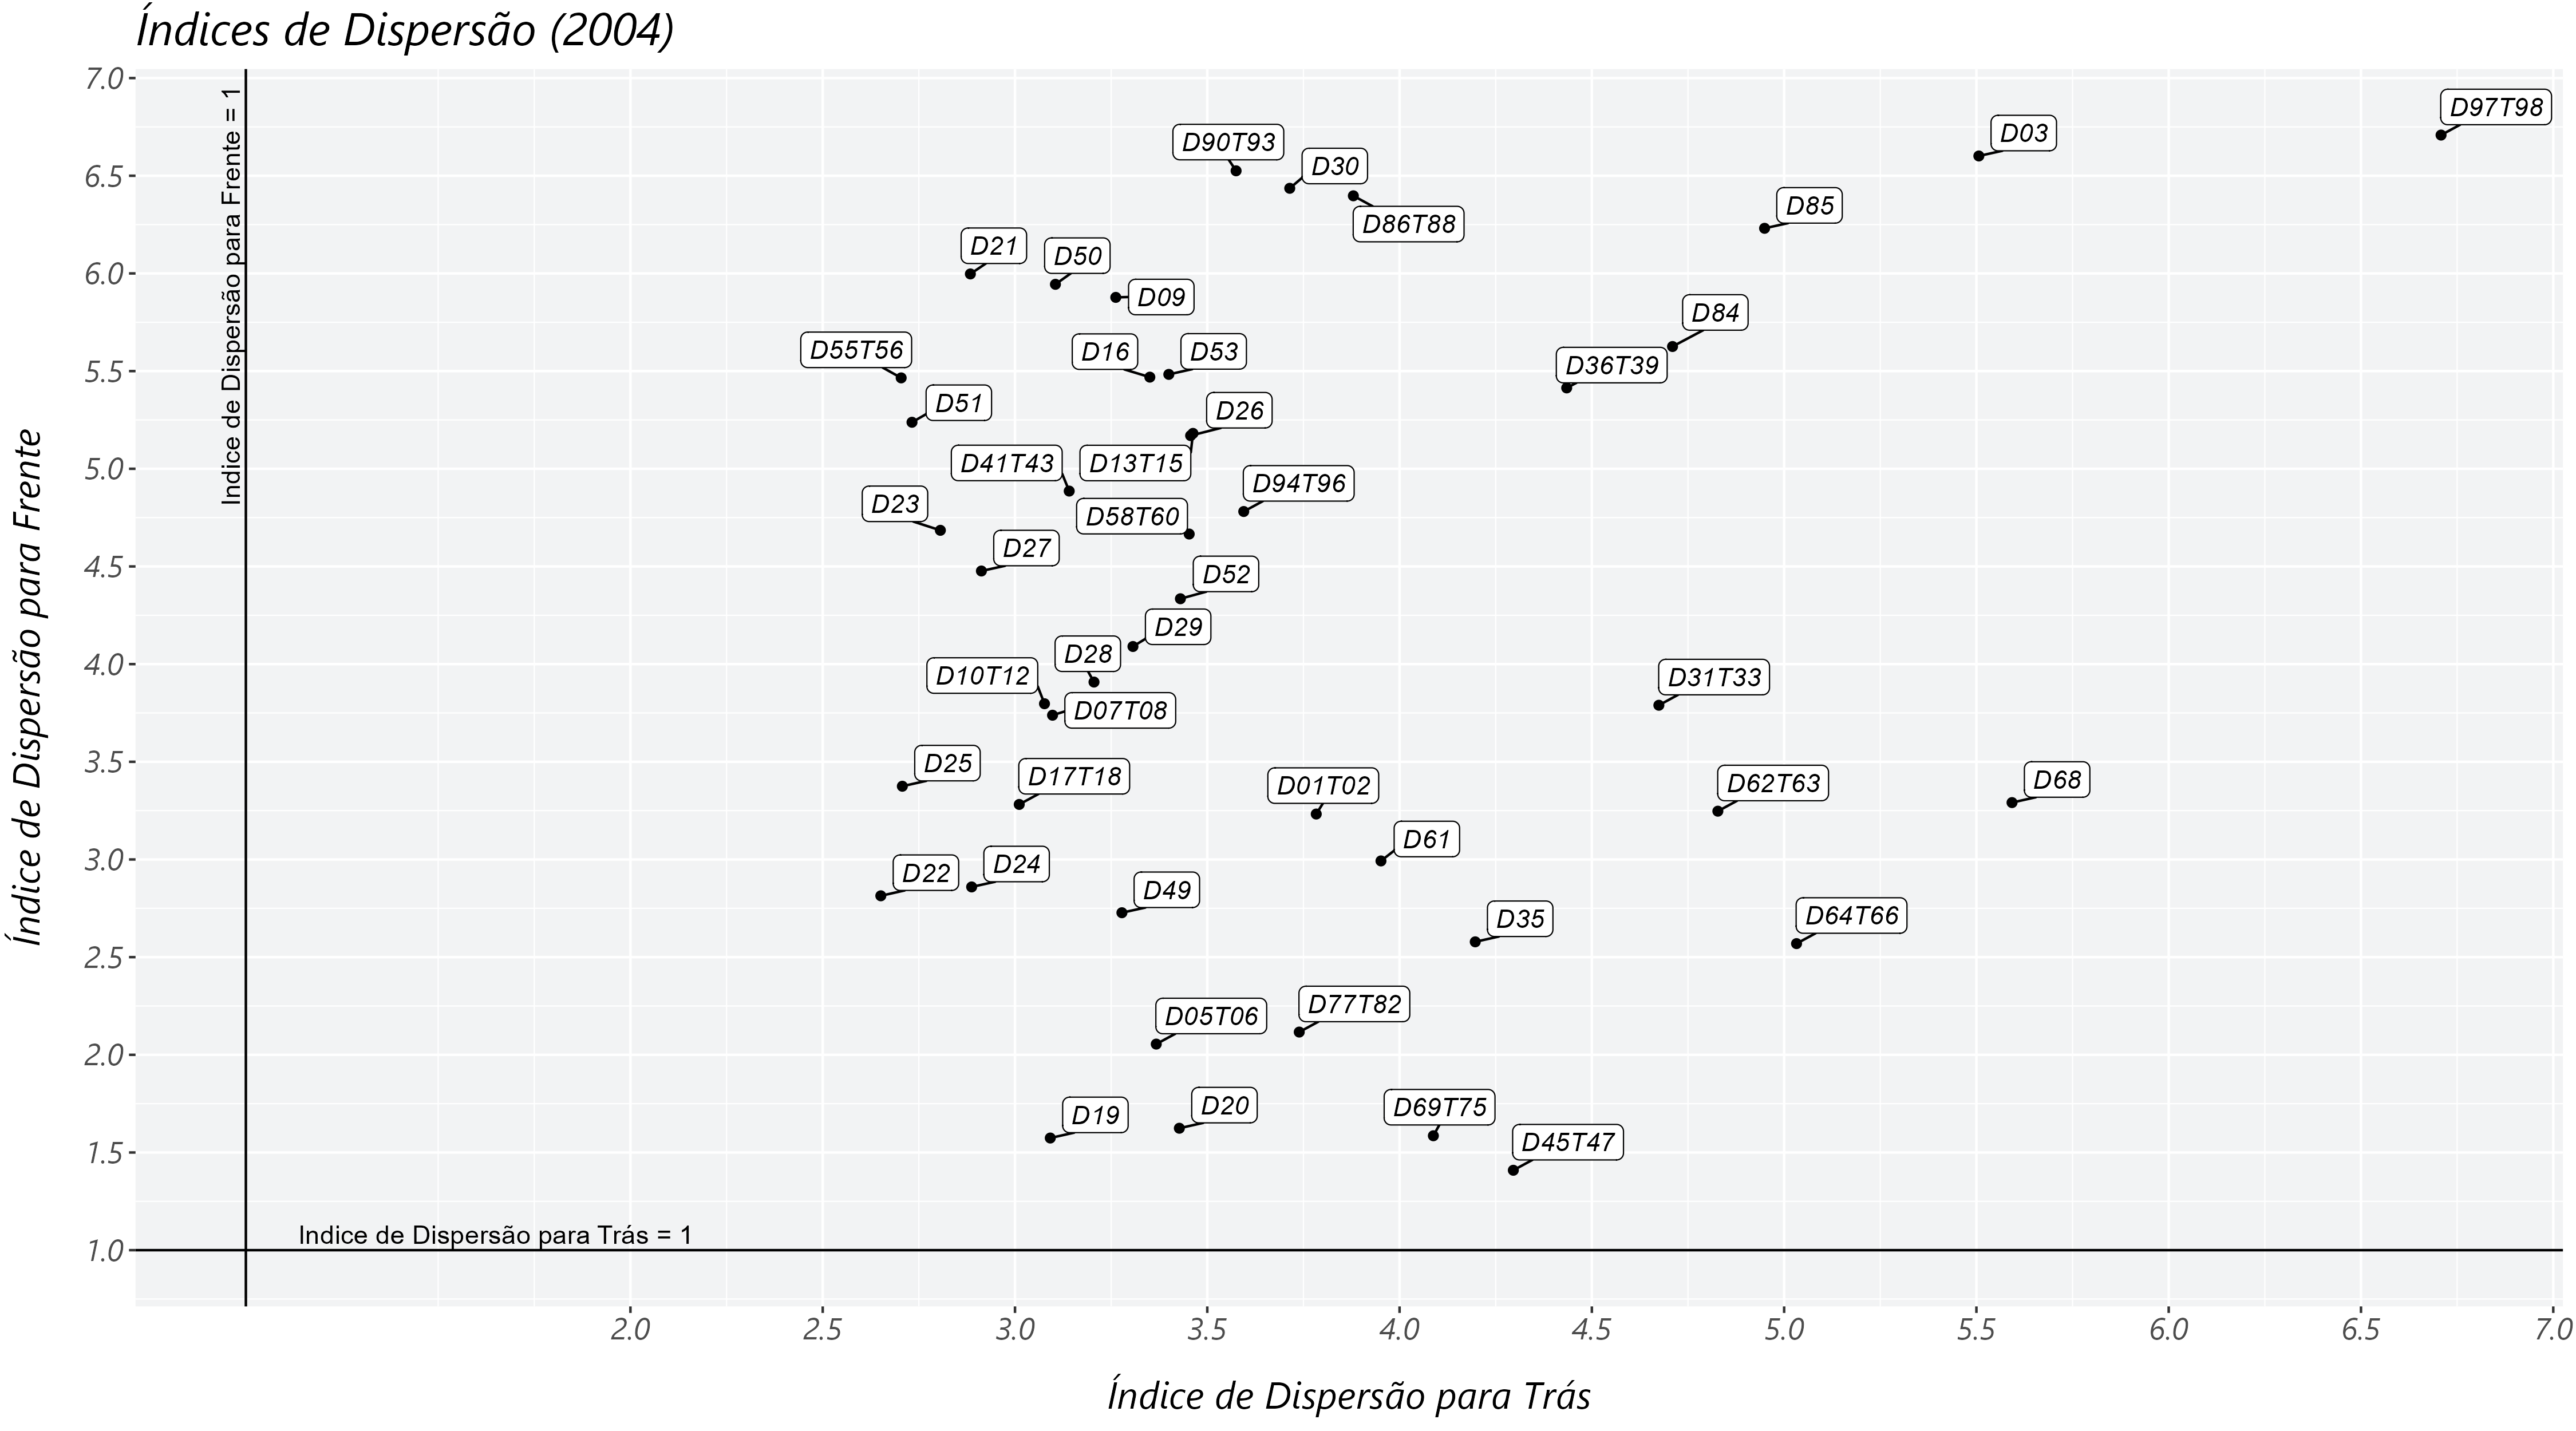 Índices de Dispersão (2004)
7.0
6.5
6.0
5.5
5.0
4.5
4.0
3.5
3.0
2.5
2.0
1.5
1.0
Índice de Dispersão para Frente
Indice de Dispersão para Frente = 1
D97T98
D03
D90T93
D30
D85
D86T88
D21
D50
D09
D84
D55T56
D16
D53
D36T39
D51
D26
D41T43
D13T15
D94T96
D23
D58T60
D27
D52
D29
D28
D10T12
D31T33
D07T08
D25
D17T18
D01T02
D62T63
D68
D61
D22
D24
D49
D35
D64T66
D05T06
D77T82
D19
D20
D69T75
D45T47
Indice de Dispersão para Trás = 1
2.0
2.5
3.0
3.5
4.0
4.5
5.0
5.5
6.0
6.5
7.0
Índice de Dispersão para Trás